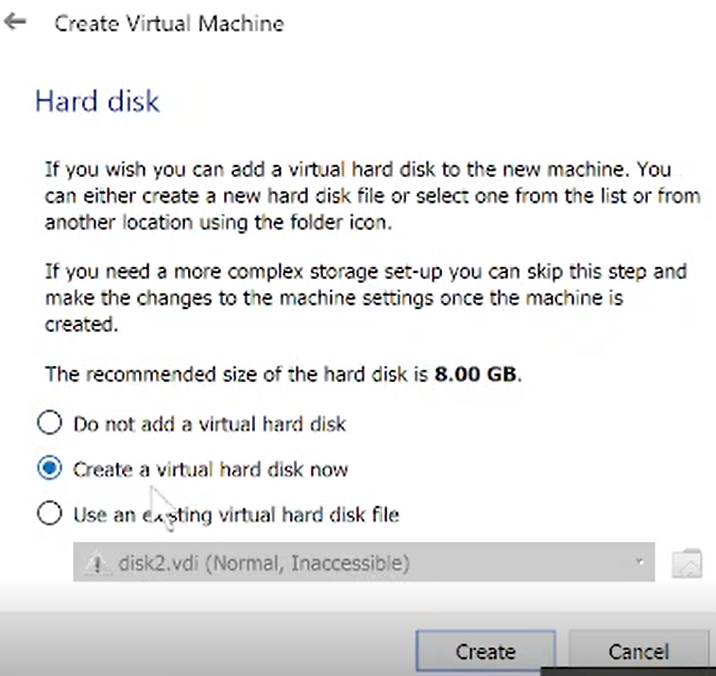 Create Virtual Machine
Hard disk
If you wish you can add a virtual hard disk to the new machine. You
can either create a new hard disk file or select one from the list or from
another location using the folder icon.
If you need a more complex storage set-up you can skip this step and
make the changes to the machine settings once the machine is
created.
The recommended size of the hard disk is 8.00 GB.
Do not add a virtual hard disk
Create a virtual hard disk now
Use an existing virtual hard disk file
disk2.vdi (Normal, Inaccessible)
Create
Cancel